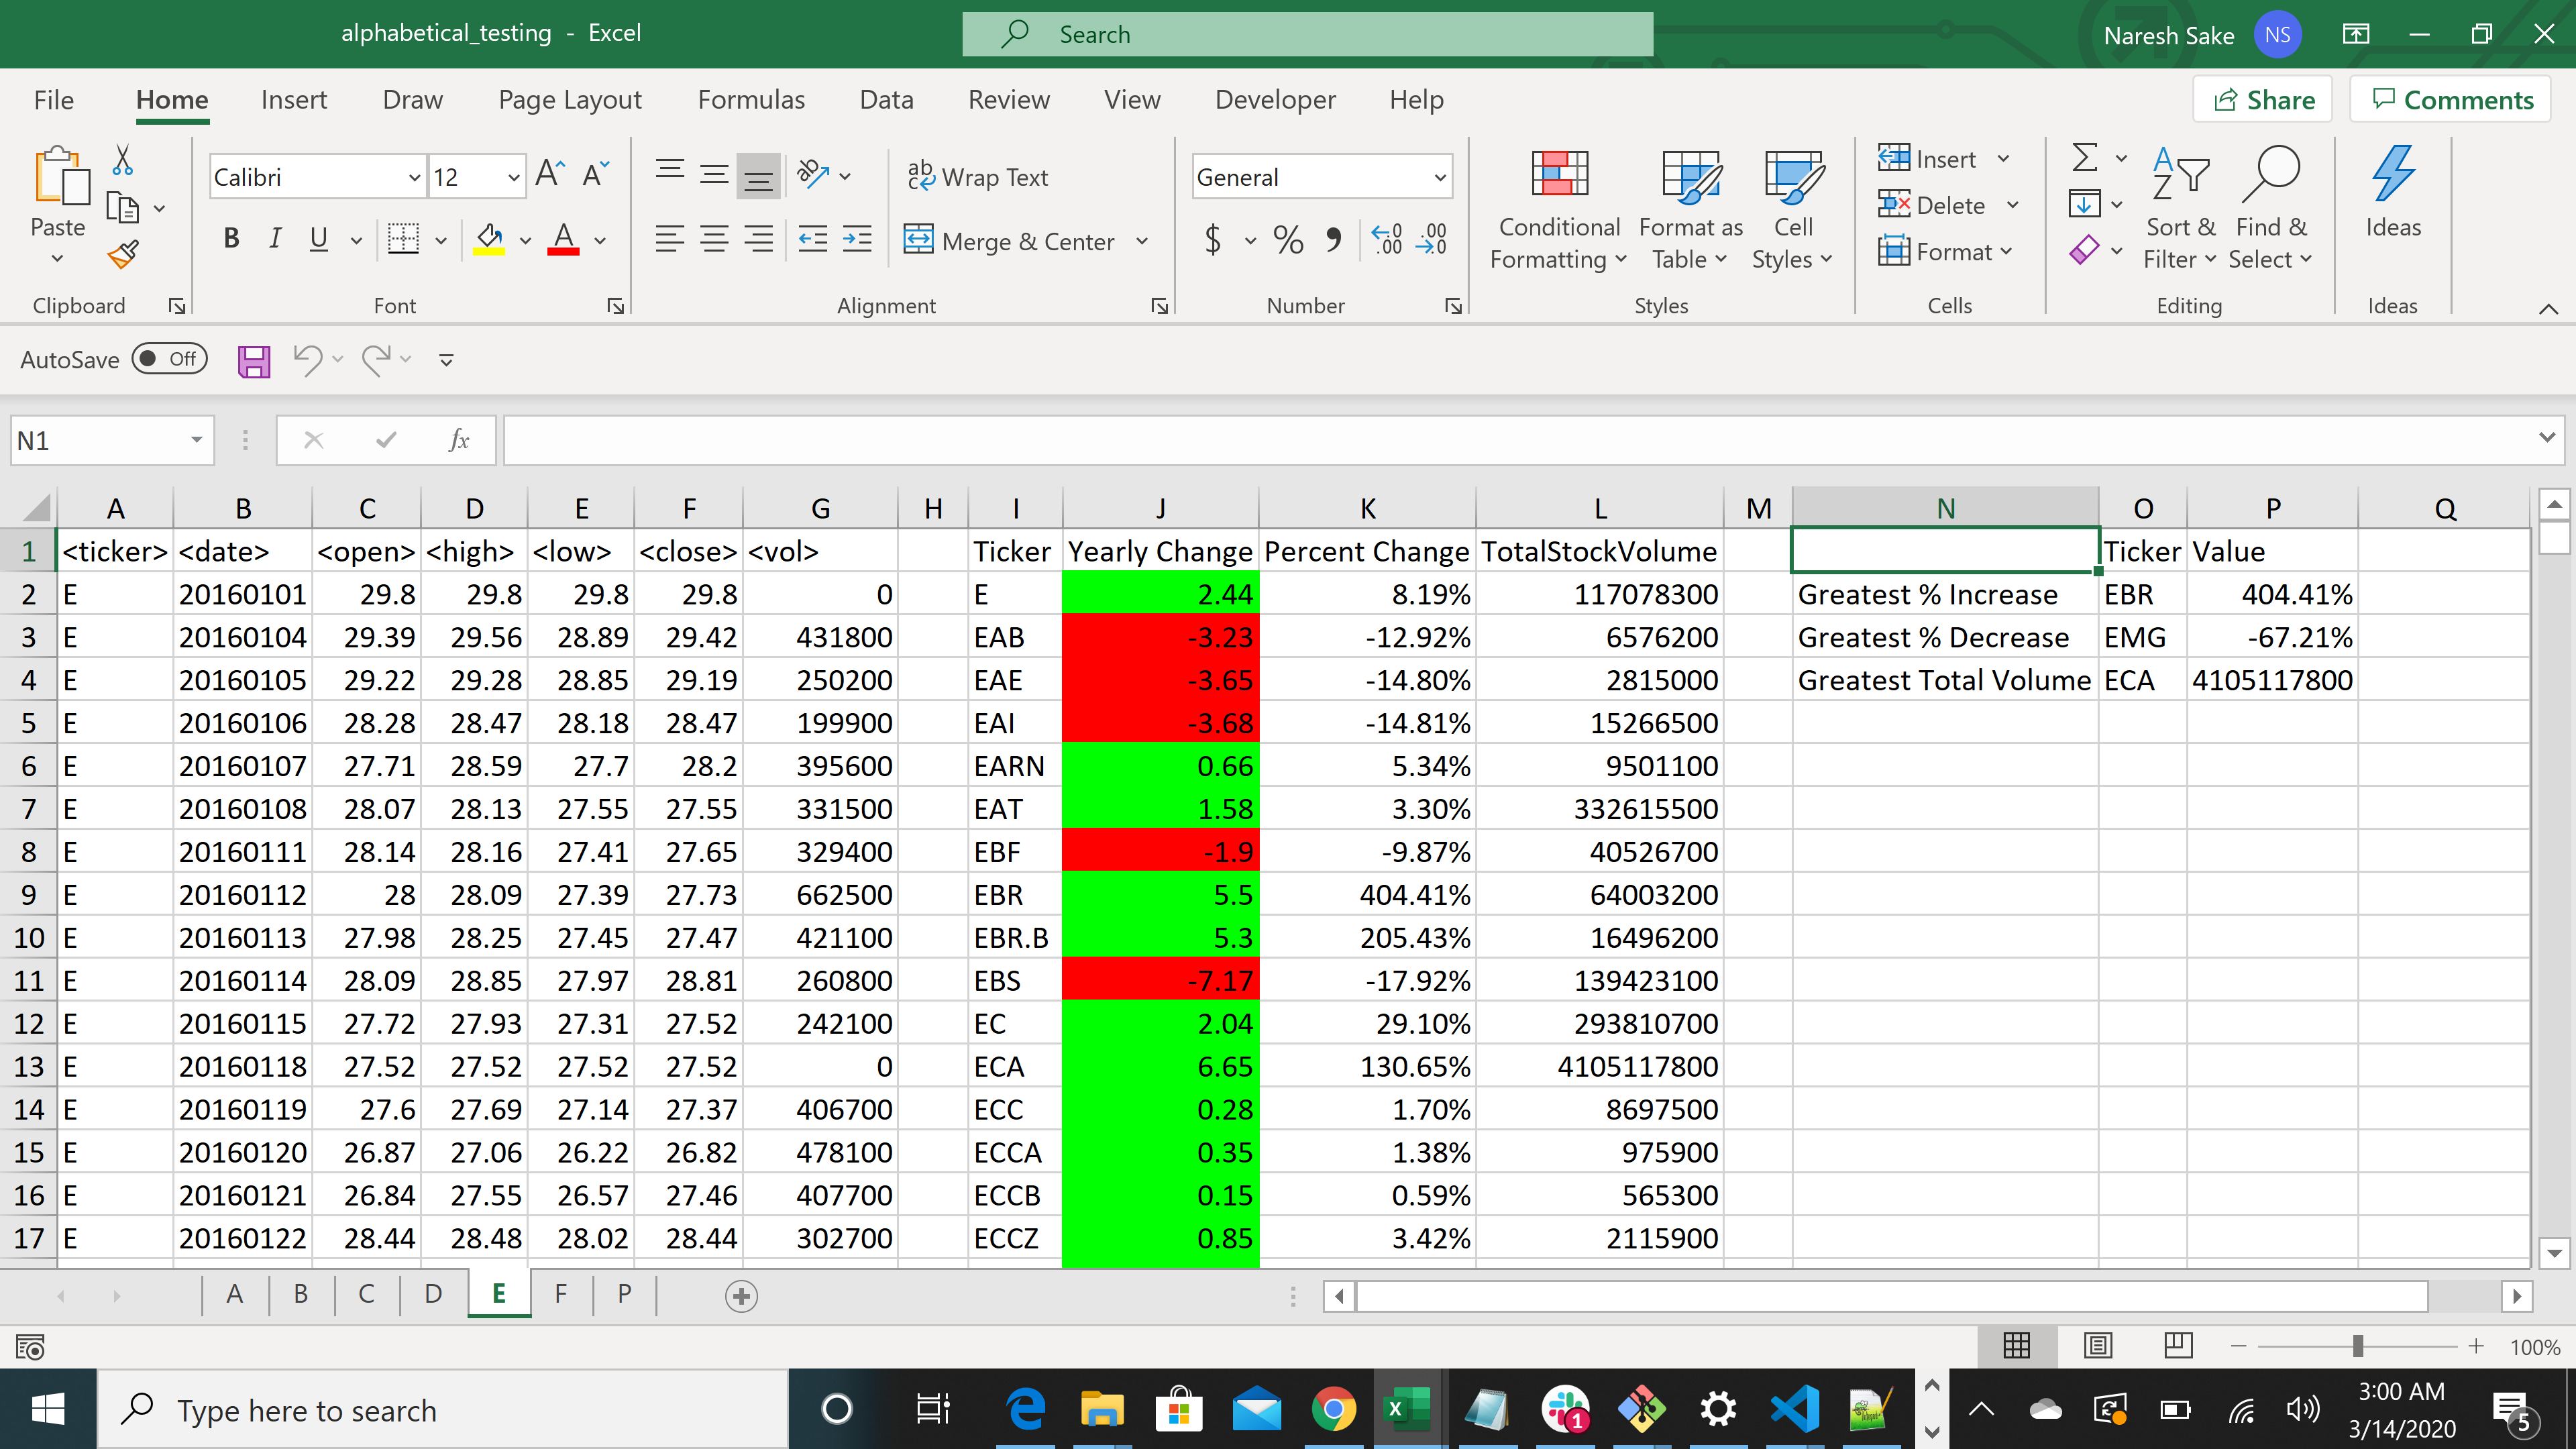 alphabetical_testing - Excel
Search
Naresh Sake NS
File Home Insert Draw Page Layout Formulas Data Review View Developer Help Share Comments
Paste
Calibri 12
Wrap Text
General
Conditional Formatting
Format as Table
Cell Styles
Insert
Delete
Format
Sort & Filter
Find & Select
Ideas
B I U
Merge & Center
$ %
Clipboard Font Alignment Number Styles Cells Editing Ideas
AutoSave Off
N1 fx
A B C D E F G H I J K L M N O P Q
1 <ticker> <date> <open> <high> <low> <close> <vol> Ticker Yearly Change Percent Change TotalStockVolume Ticker Value
2 E 20160101 29.8 29.8 29.8 29.8 0 E 2.44 8.19% 117078300 Greatest % Increase EBR 404.41%
3 E 20160104 29.39 29.56 28.89 29.42 431800 EAB -3.23 -12.92% 6576200 Greatest % Decrease EMG -67.21%
4 E 20160105 29.22 29.28 28.85 29.19 250200 EAE -3.65 -14.80% 2815000 Greatest Total Volume ECA 4105117800
5 E 20160106 28.28 28.47 28.18 28.47 199900 EAI -3.68 -14.81% 15266500
6 E 20160107 27.71 28.59 27.7 28.2 395600 EARN 0.66 5.34% 9501100
7 E 20160108 28.07 28.13 27.55 27.55 331500 EAT 1.58 3.30% 332615500
8 E 20160111 28.14 28.16 27.41 27.65 329400 EBF -1.9 -9.87% 40526700
9 E 20160112 28 28.09 27.39 27.73 662500 EBR 5.5 404.41% 64003200
10 E 20160113 27.98 28.25 27.45 27.47 421100 EBR.B 5.3 205.43% 16496200
11 E 20160114 28.09 28.85 27.97 28.81 260800 EBS -7.17 -17.92% 139423100
12 E 20160115 27.72 27.93 27.31 27.52 242100 EC 2.04 29.10% 293810700
13 E 20160118 27.52 27.52 27.52 27.52 0 ECA 6.65 130.65% 4105117800
14 E 20160119 27.6 27.69 27.14 27.37 406700 ECC 0.28 1.70% 8697500
15 E 20160120 26.87 27.06 26.22 26.82 478100 ECCA 0.35 1.38% 975900
16 E 20160121 26.84 27.55 26.57 27.46 407700 ECCB 0.15 0.59% 565300
17 E 20160122 28.44 28.48 28.02 28.44 302700 ECCZ 0.85 3.42% 2115900
A B C D E F P
100%
Type here to search
1
3:00 AM
3/14/2020
5